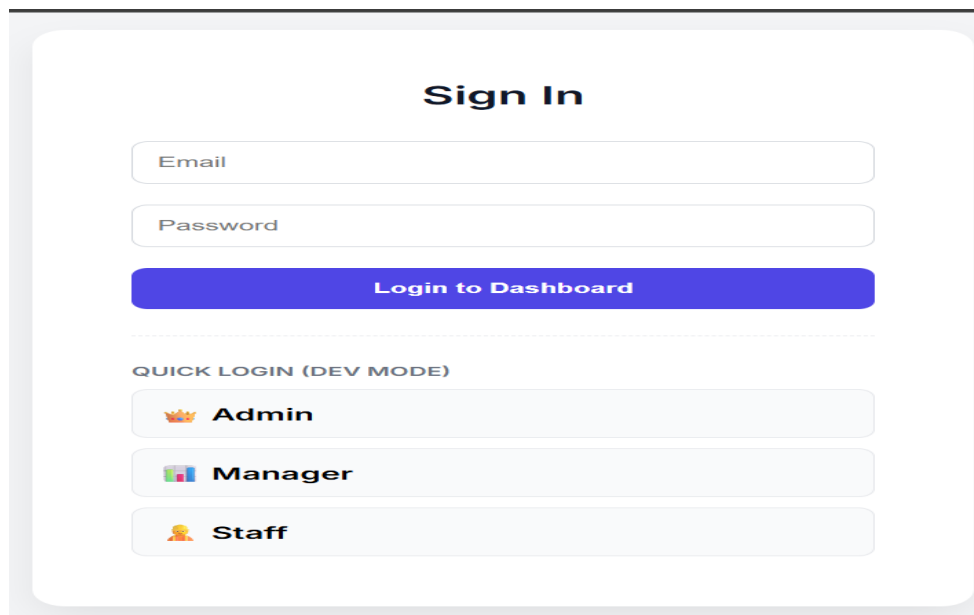 Sign In
Email
Password
Login to Dashboard
QUICK LOGIN (DEV MODE)
Admin
Manager
Staff